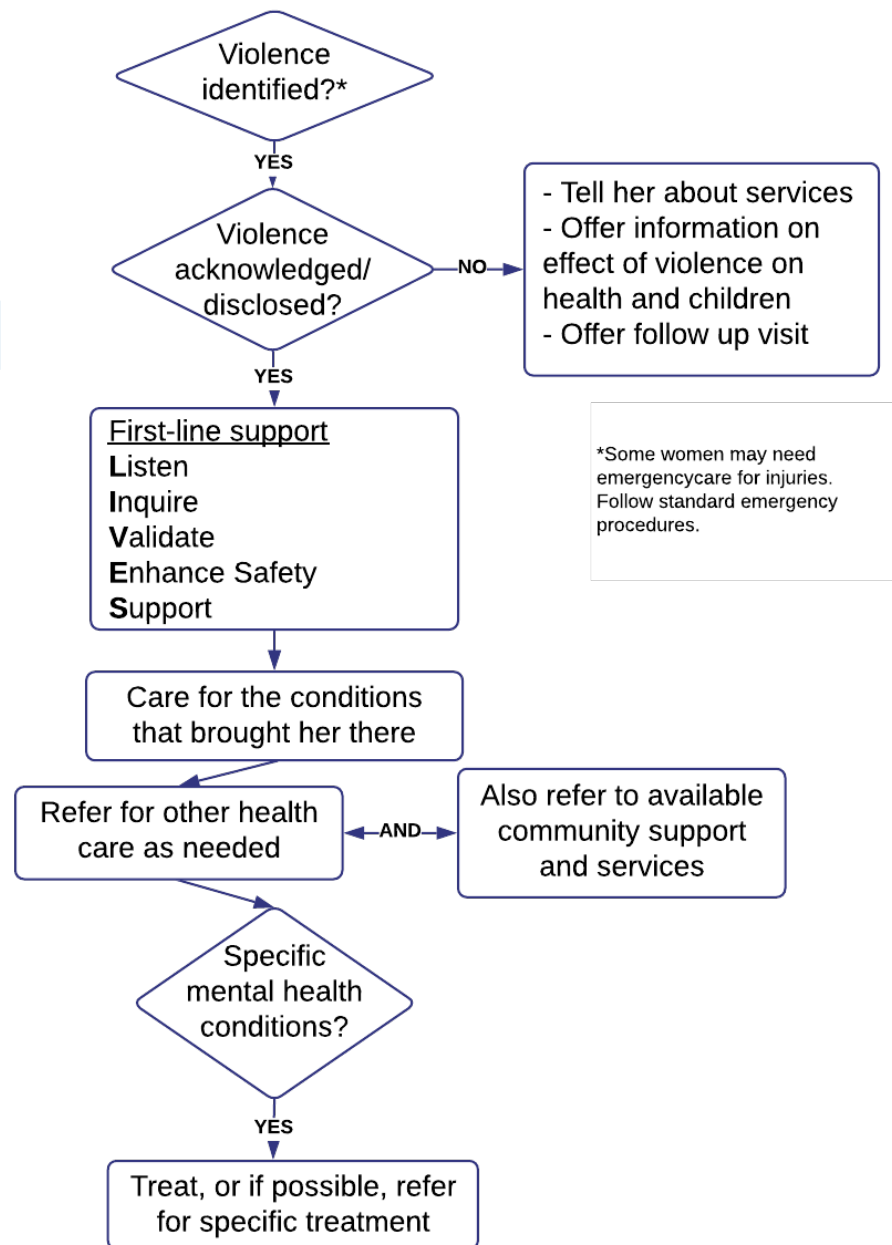 Violence
identified?*
YES
Violence
acknowledged/
disclosed?
NO
- Tell her about services
- Offer information on
effect of violence on
health and children
- Offer follow up visit
YES
First-line support
Listen
Inquire
Validate
Enhance Safety
Support
*Some women may need
emergencycare for injuries.
Follow standard emergency
procedures.
Care for the conditions
that brought her there
Refer for other health
care as needed
AND
Also refer to available
community support
and services
Specific
mental health
conditions?
YES
Treat, or if possible, refer
for specific treatment